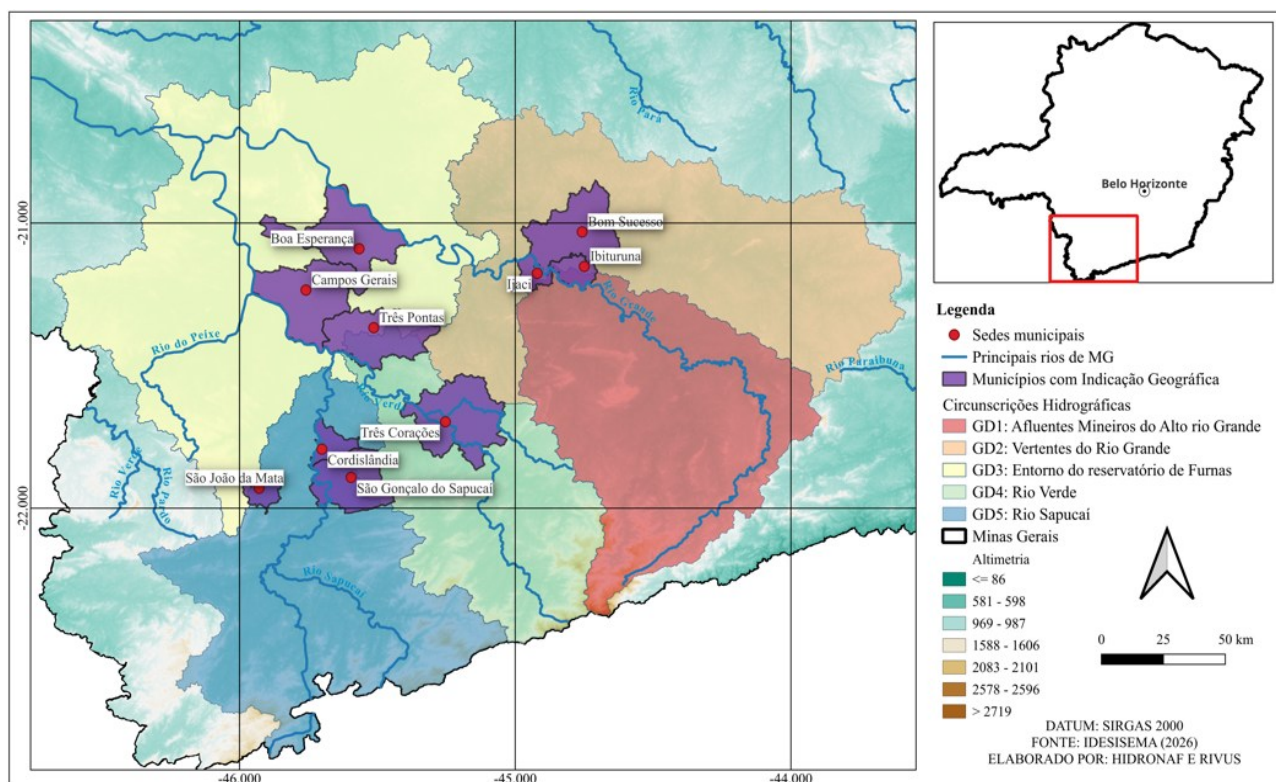 Rio Pará
-21.000
-22.000
Boa Esperança
Bom Sucesso
Ibituruna
Campos Gerais
Ijaci
Rio Grande
Três Pontas
Rio do Peixe
Rio Paraibuna
Três Corações
Cordislândia
São João da Mata
São Gonçalo do Sapucaí
Rio Verde
Rio Pardo
Rio Sapucaí
-46.000
-45.000
-44.000
Belo Horizonte
Legenda
Sedes municipais
Principais rios de MG
Municípios com Indicação Geográfica
Circunscrições Hidrográficas
GD1: Afluentes Mineiros do Alto rio Grande
GD2: Vertentes do Rio Grande
GD3: Entorno do reservatório de Furnas
GD4: Rio Verde
GD5: Rio Sapucaí
Minas Gerais
Altimetria
<= 86
581 - 598
969 - 987
1588 - 1606
2083 - 2101
2578 - 2596
> 2719
0 25 50 km
DATUM: SIRGAS 2000
FONTE: IDESISEMA (2026)
ELABORADO POR: HIDRONAF E RIVUS